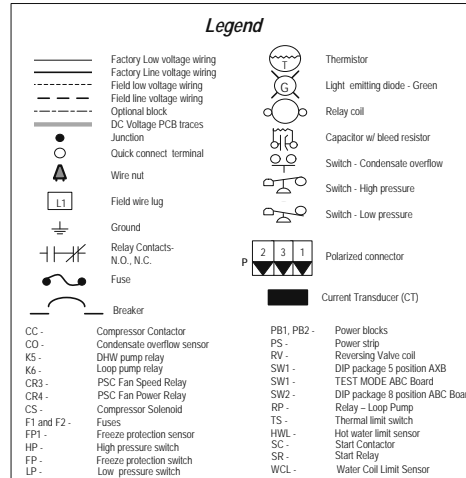 Legend
Factory Low voltage wiring
Factory Line voltage wiring
Field low voltage wiring
Field line voltage wiring
Optional block
DC Voltage PCB traces
Junction
Quick connect terminal
Wire nut
L1
Field wire lug
Ground
Relay Contacts-
N.O., N.C.
Fuse
Breaker
T
Thermistor
G
Light emitting diode - Green
Relay coil
Capacitor w/ bleed resistor
Switch - Condensate overflow
Switch - High pressure
Switch - Low pressure
P
2 3 1
Polarized connector
Current Transducer (CT)
CC - Compressor Contactor
CO - Condensate overflow sensor
K5 - DHW pump relay
K6 - Loop pump relay
CR3 - PSC Fan Speed Relay
CR4 - PSC Fan Power Relay
CS - Compressor Solenoid
F1 and F2 - Fuses
FP1 - Freeze protection sensor
HP - High pressure switch
FP - Freeze protection switch
LP - Low pressure switch
PB1, PB2 - Power blocks
PS - Power strip
RV - Reversing Valve coil
SW1 - DIP package 5 position AXB
SW1 - TEST MODE ABC Board
SW2 - DIP package 8 position ABC Boar
RP - Relay – Loop Pump
TS - Thermal limit switch
HWL - Hot water limit sensor
SC - Start Contactor
SR - Start Relay
WCL - Water Coil Limit Sensor